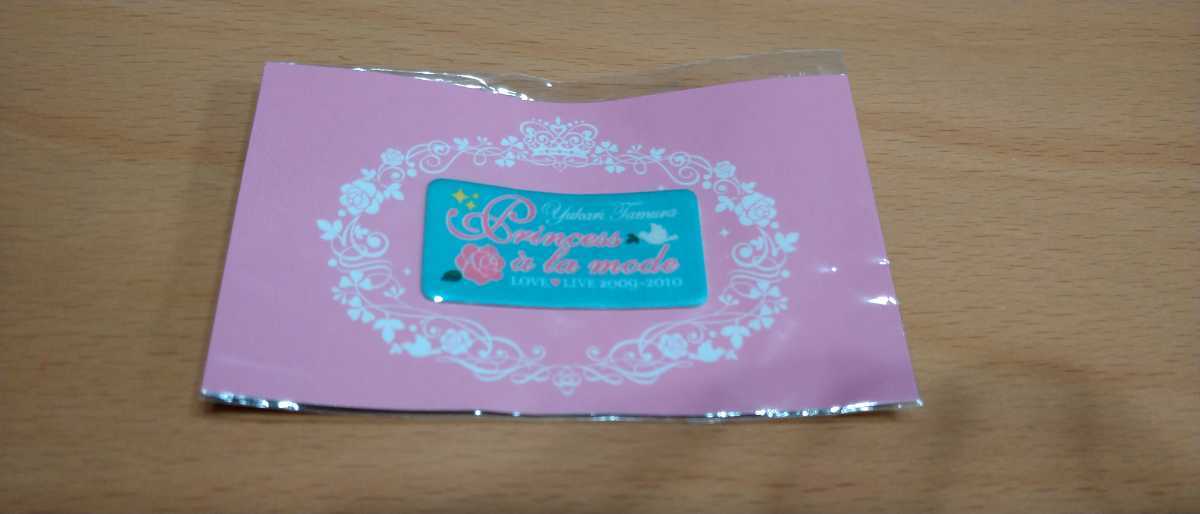 Yukari Tamura
Princess
à la mode
LOVE♥LIVE 2009-2010